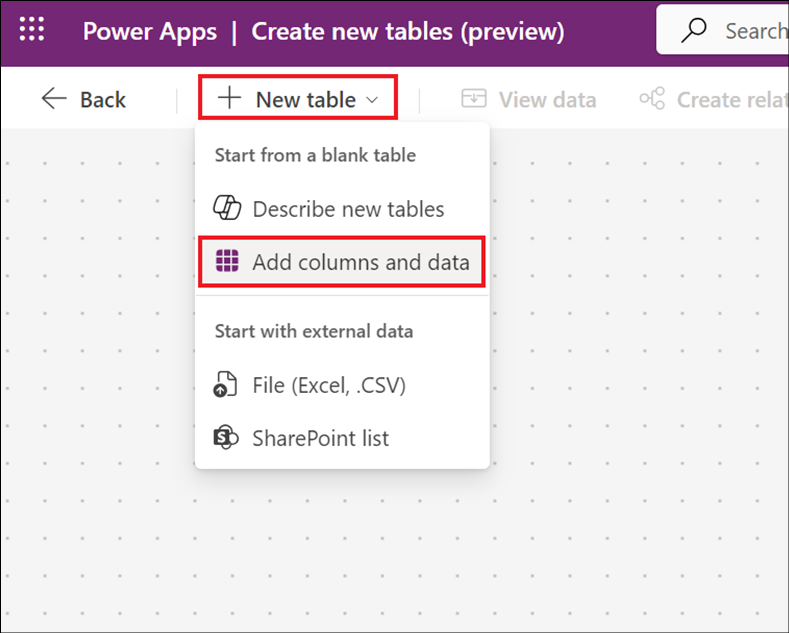 Power Apps | Create new tables (preview)
Search
Back
New table
View data
Create relat
Start from a blank table
Describe new tables
Add columns and data
Start with external data
File (Excel, .CSV)
SharePoint list